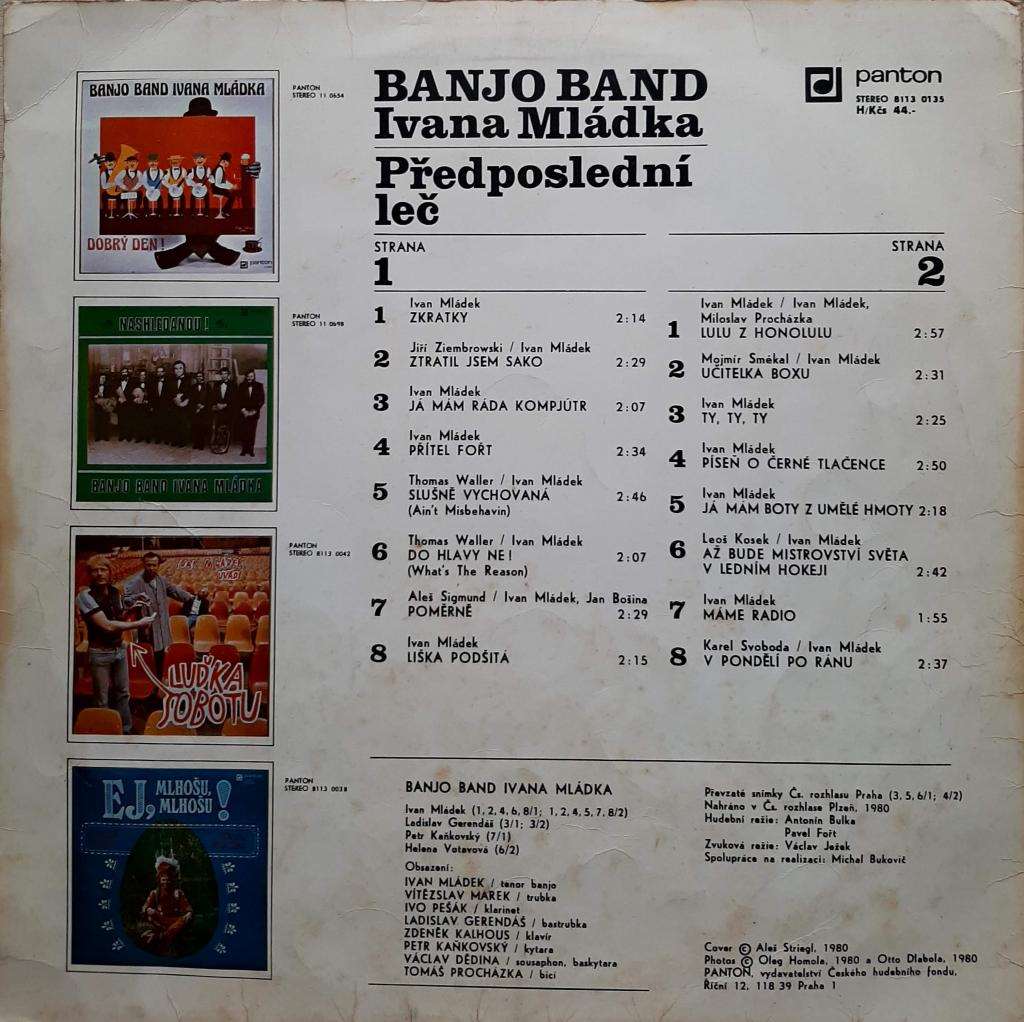 BANJO BAND IVANA MLÁDKA
DOBRÝ DEN!
panton
PANTON
STEREO 11 0654
NASHLEDANOU!
BANJO BAND IVANA MLÁDKA
PANTON
STEREO 11 0698
IVAN MLÁDEK
UVÁDÍ
LUĎKA
SOBOTU
PANTON
STEREO 8113 0042
EJ, MLHOŠU,
MLHOŠU!
PANTON
STEREO 8113 0038
BANJO BAND
Ivana Mládka
Předposlední
leč
panton
STEREO 8113 0135
H/Kčs 44.-
STRANA
1
Ivan Mládek
1 ZKRATKY 2:14
Jiří Ziembrowski / Ivan Mládek
2 ZTRATIL JSEM SAKO 2:29
Ivan Mládek
3 JÁ MÁM RÁDA KOMPJÚTR 2:07
Ivan Mládek
4 PŘÍTEL FOŘT 2:34
Thomas Waller / Ivan Mládek
5 SLUŠNĚ VYCHOVANÁ 2:46
(Ain't Misbehavin)
Thomas Waller / Ivan Mládek
6 DO HLAVY NE! 2:07
(What's The Reason)
Aleš Sigmund / Ivan Mládek, Jan Bošina
7 POMĚRNĚ 2:29
Ivan Mládek
8 LIŠKA PODŠITÁ 2:15
STRANA
2
Ivan Mládek / Ivan Mládek,
Miloslav Procházka
1 LULU Z HONOLULU 2:57
Mojmír Smékal / Ivan Mládek
2 UČITELKA BOXU 2:31
Ivan Mládek
3 TY, TY, TY 2:25
Ivan Mládek
4 PÍSEŇ O ČERNÉ TLAČENCE 2:50
Ivan Mládek
5 JÁ MÁM BOTY Z UMĚLÉ HMOTY 2:18
Leoš Kosek / Ivan Mládek
6 AŽ BUDE MISTROVSTVÍ SVĚTA
V LEDNÍM HOKEJI 2:42
Ivan Mládek
7 MÁME RADIO 1:55
Karel Svoboda / Ivan Mládek
8 V PONDĚLÍ PO RÁNU 2:37
BANJO BAND IVANA MLÁDKA
Ivan Mládek (1, 2, 4, 6, 8/1; 1, 2, 4, 5, 7, 8/2)
Ladislav Gerendáš (3/1; 3/2)
Petr Kaňkovský (7/1)
Helena Votavová (6/2)
Obsazení:
IVAN MLÁDEK / tenor banjo
VÍTĚZSLAV MAREK / trubka
IVO PEŠÁK / klarinet
LADISLAV GERENDÁŠ / bastrubka
ZDENĚK KALHOUS / klavír
PETR KAŇKOVSKÝ / kytara
VÁCLAV DĚDINA / sousaphon, baskytara
TOMÁŠ PROCHÁZKA / bicí
Převzaté snímky Čs. rozhlasu Praha (3, 5, 6/1; 4/2)
Nahráno v Čs. rozhlase Plzeň, 1980
Hudební režie: Antonín Bulka
Pavel Fořt
Zvuková režie: Václav Ježek
Spolupráce na realizaci: Michal Bukovič
Cover © Aleš Striegl, 1980
Photos © Oleg Homola, 1980 a Otto Dlabola, 1980
PANTON, vydavatelství Českého hudebního fondu,
Říční 12, 118 39 Praha 1